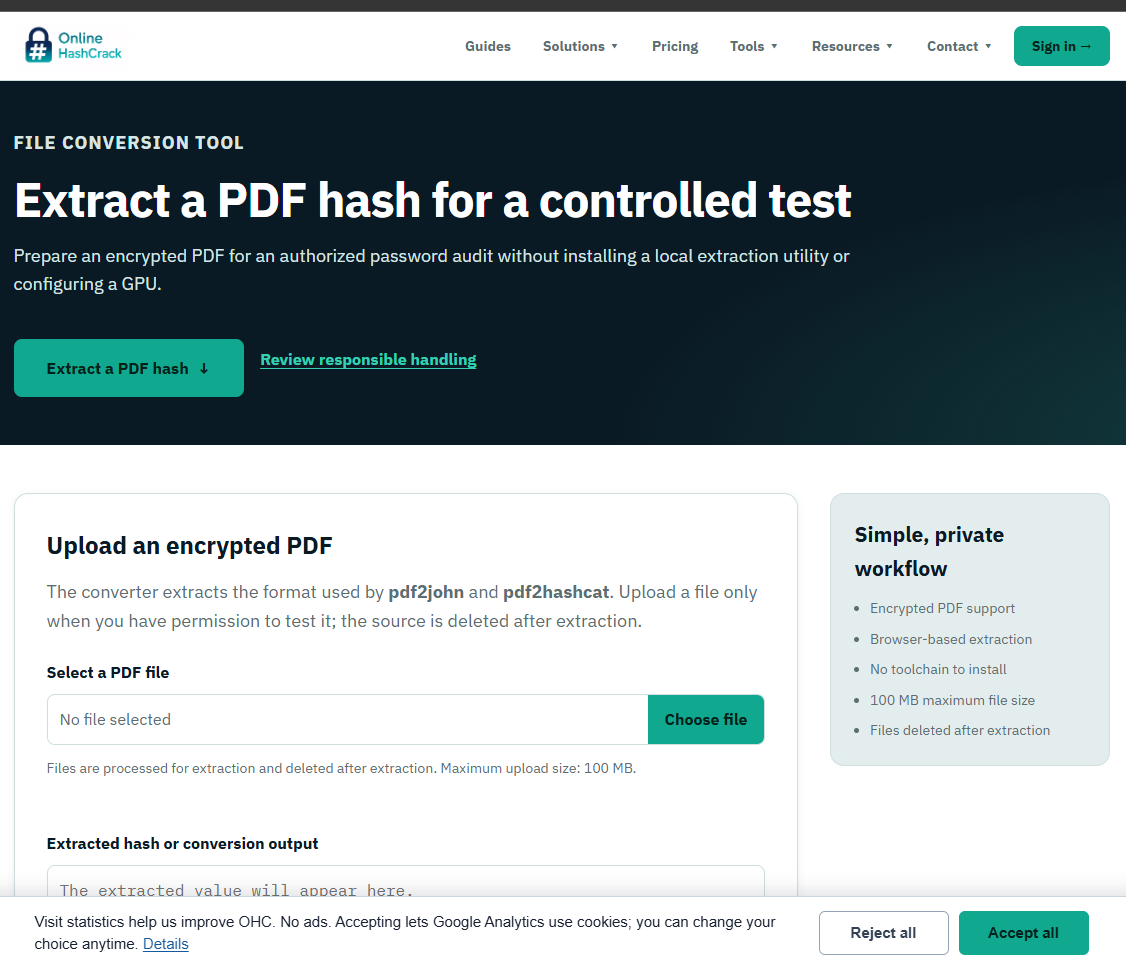 Online
HashCrack
Guides
Solutions ▼
Pricing
Tools ▼
Resources ▼
Contact ▼
Sign in →
FILE CONVERSION TOOL
Extract a PDF hash for a controlled test
Prepare an encrypted PDF for an authorized password audit without installing a local extraction utility or
configuring a GPU.
Extract a PDF hash ↓
Review responsible handling
Upload an encrypted PDF
The converter extracts the format used by pdf2john and pdf2hashcat. Upload a file only
when you have permission to test it; the source is deleted after extraction.
Select a PDF file
No file selected
Choose file
Files are processed for extraction and deleted after extraction. Maximum upload size: 100 MB.
Extracted hash or conversion output
The extracted value will appear here.
Simple, private
workflow
• Encrypted PDF support
• Browser-based extraction
• No toolchain to install
• 100 MB maximum file size
• Files deleted after extraction
Visit statistics help us improve OHC. No ads. Accepting lets Google Analytics use cookies; you can change your
choice anytime. Details
Reject all
Accept all